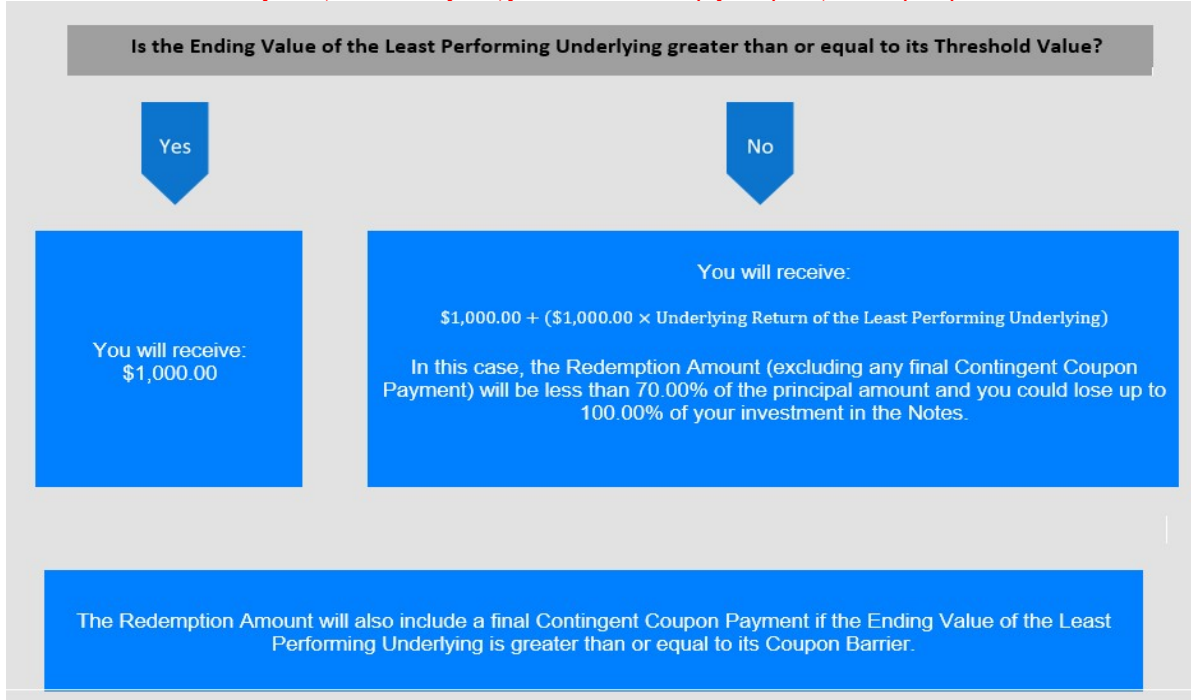 Is the Ending Value of the Least Performing Underlying greater than or equal to its Threshold Value?
Yes
No
You will receive:
$1,000.00
You will receive:
$1,000.00 + ($1,000.00 × Underlying Return of the Least Performing Underlying)
In this case, the Redemption Amount (excluding any final Contingent Coupon
Payment) will be less than 70.00% of the principal amount and you could lose up to
100.00% of your investment in the Notes.
The Redemption Amount will also include a final Contingent Coupon Payment if the Ending Value of the Least
Performing Underlying is greater than or equal to its Coupon Barrier.